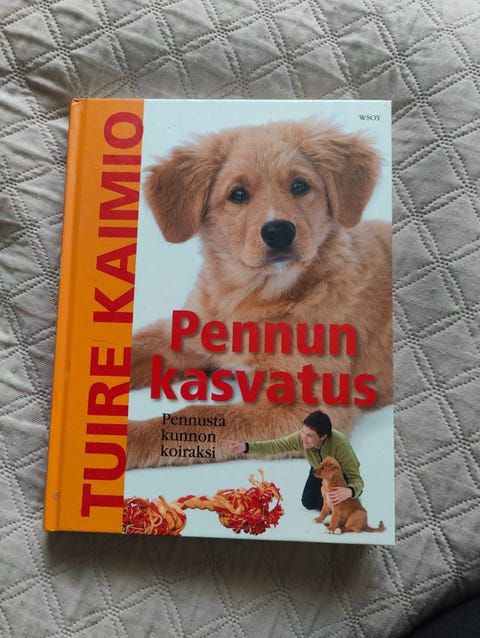 WSOY
TUIRE KAIMIO
Pennun
kasvatus
Pennusta
kunnon
koiraksi